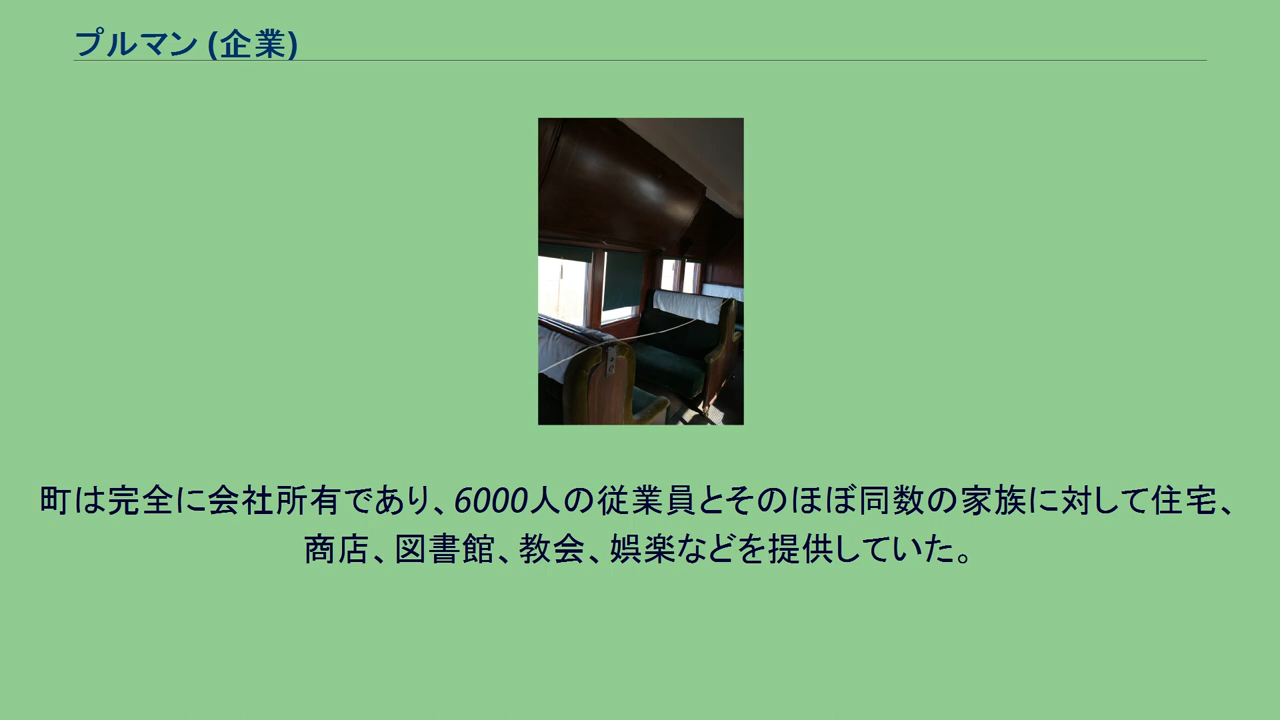 プルマン (企業)
町は完全に会社所有であり、6000人の従業員とそのほぼ同数の家族に対して住宅、
商店、図書館、教会、娯楽などを提供していた。